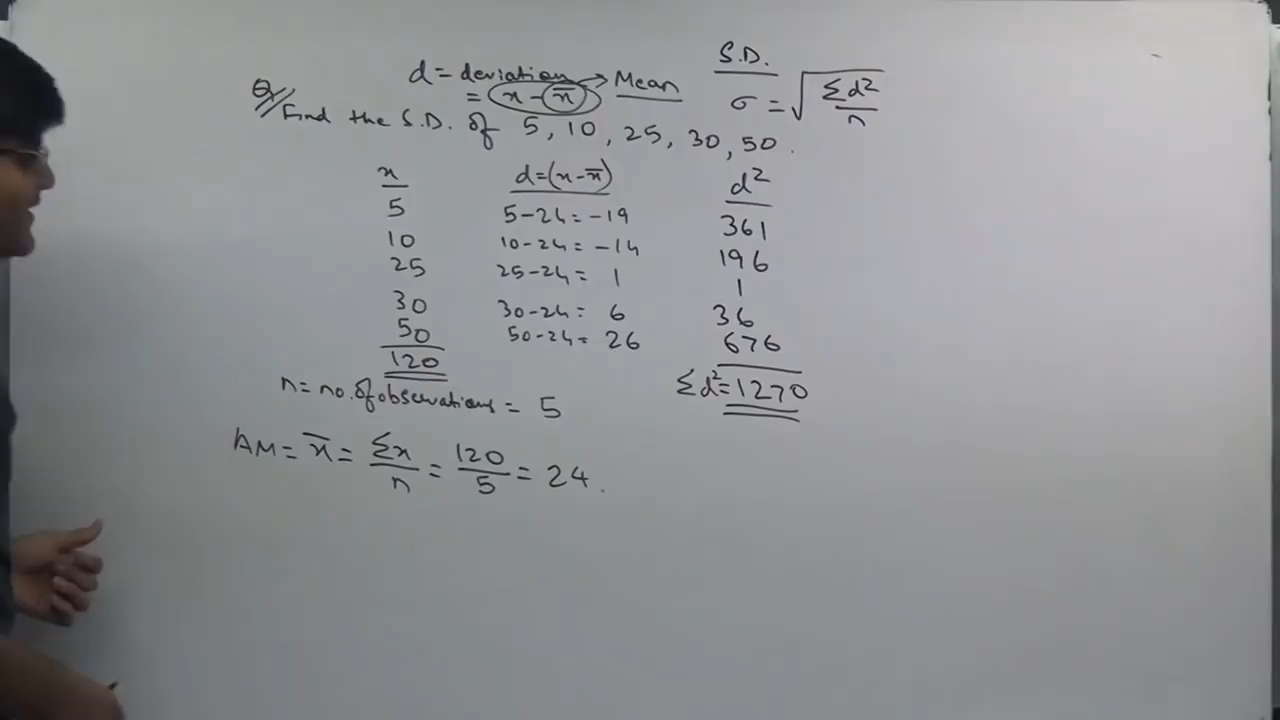 S.D.
d = deviation → Mean
= x - x̄
σ = √(Σd²/n)
Q// Find the S.D. of 5, 10, 25, 30, 50.
x d=(x-x̄) d²
5 5-24 = -19 361
10 10-24 = -14 196
25 25-24 = 1 1
30 30-24 = 6 36
50 50-24 = 26 676
120 Σd²=1270
n = no. of observations = 5
AM = x̄ = Σx/n = 120/5 = 24.